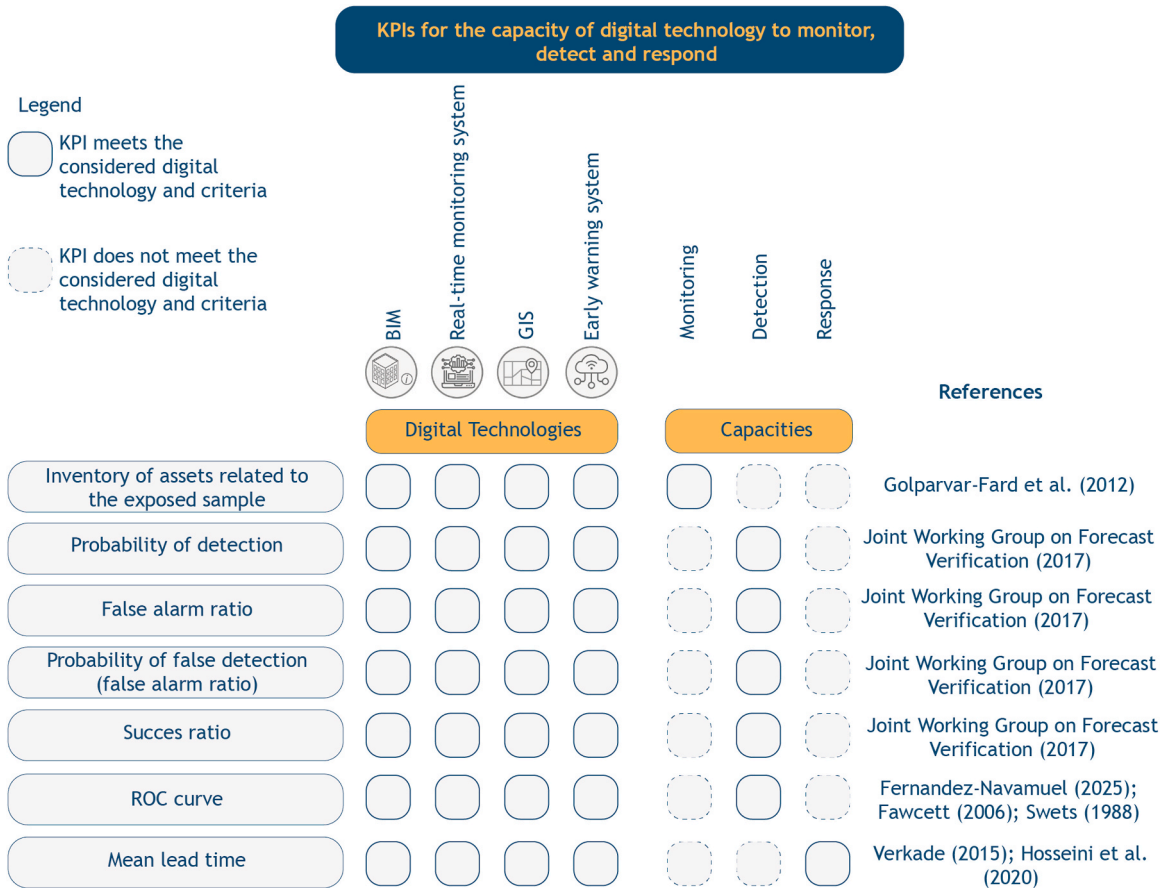 KPIs for the capacity of digital technology to monitor,
detect and respond
Legend
KPI meets the
considered digital
technology and criteria
KPI does not meet the
considered digital
technology and criteria
BIM
Real-time monitoring system
GIS
Early warning system
Monitoring
Detection
Response
References
Digital Technologies
Capacities
Inventory of assets related to
the exposed sample
Golparvar-Fard et al. (2012)
Probability of detection
Joint Working Group on Forecast
Verification (2017)
False alarm ratio
Joint Working Group on Forecast
Verification (2017)
Probability of false detection
(false alarm ratio)
Joint Working Group on Forecast
Verification (2017)
Succes ratio
Joint Working Group on Forecast
Verification (2017)
ROC curve
Fernandez-Navamuel (2025);
Fawcett (2006); Swets (1988)
Mean lead time
Verkade (2015); Hosseini et al.
(2020)